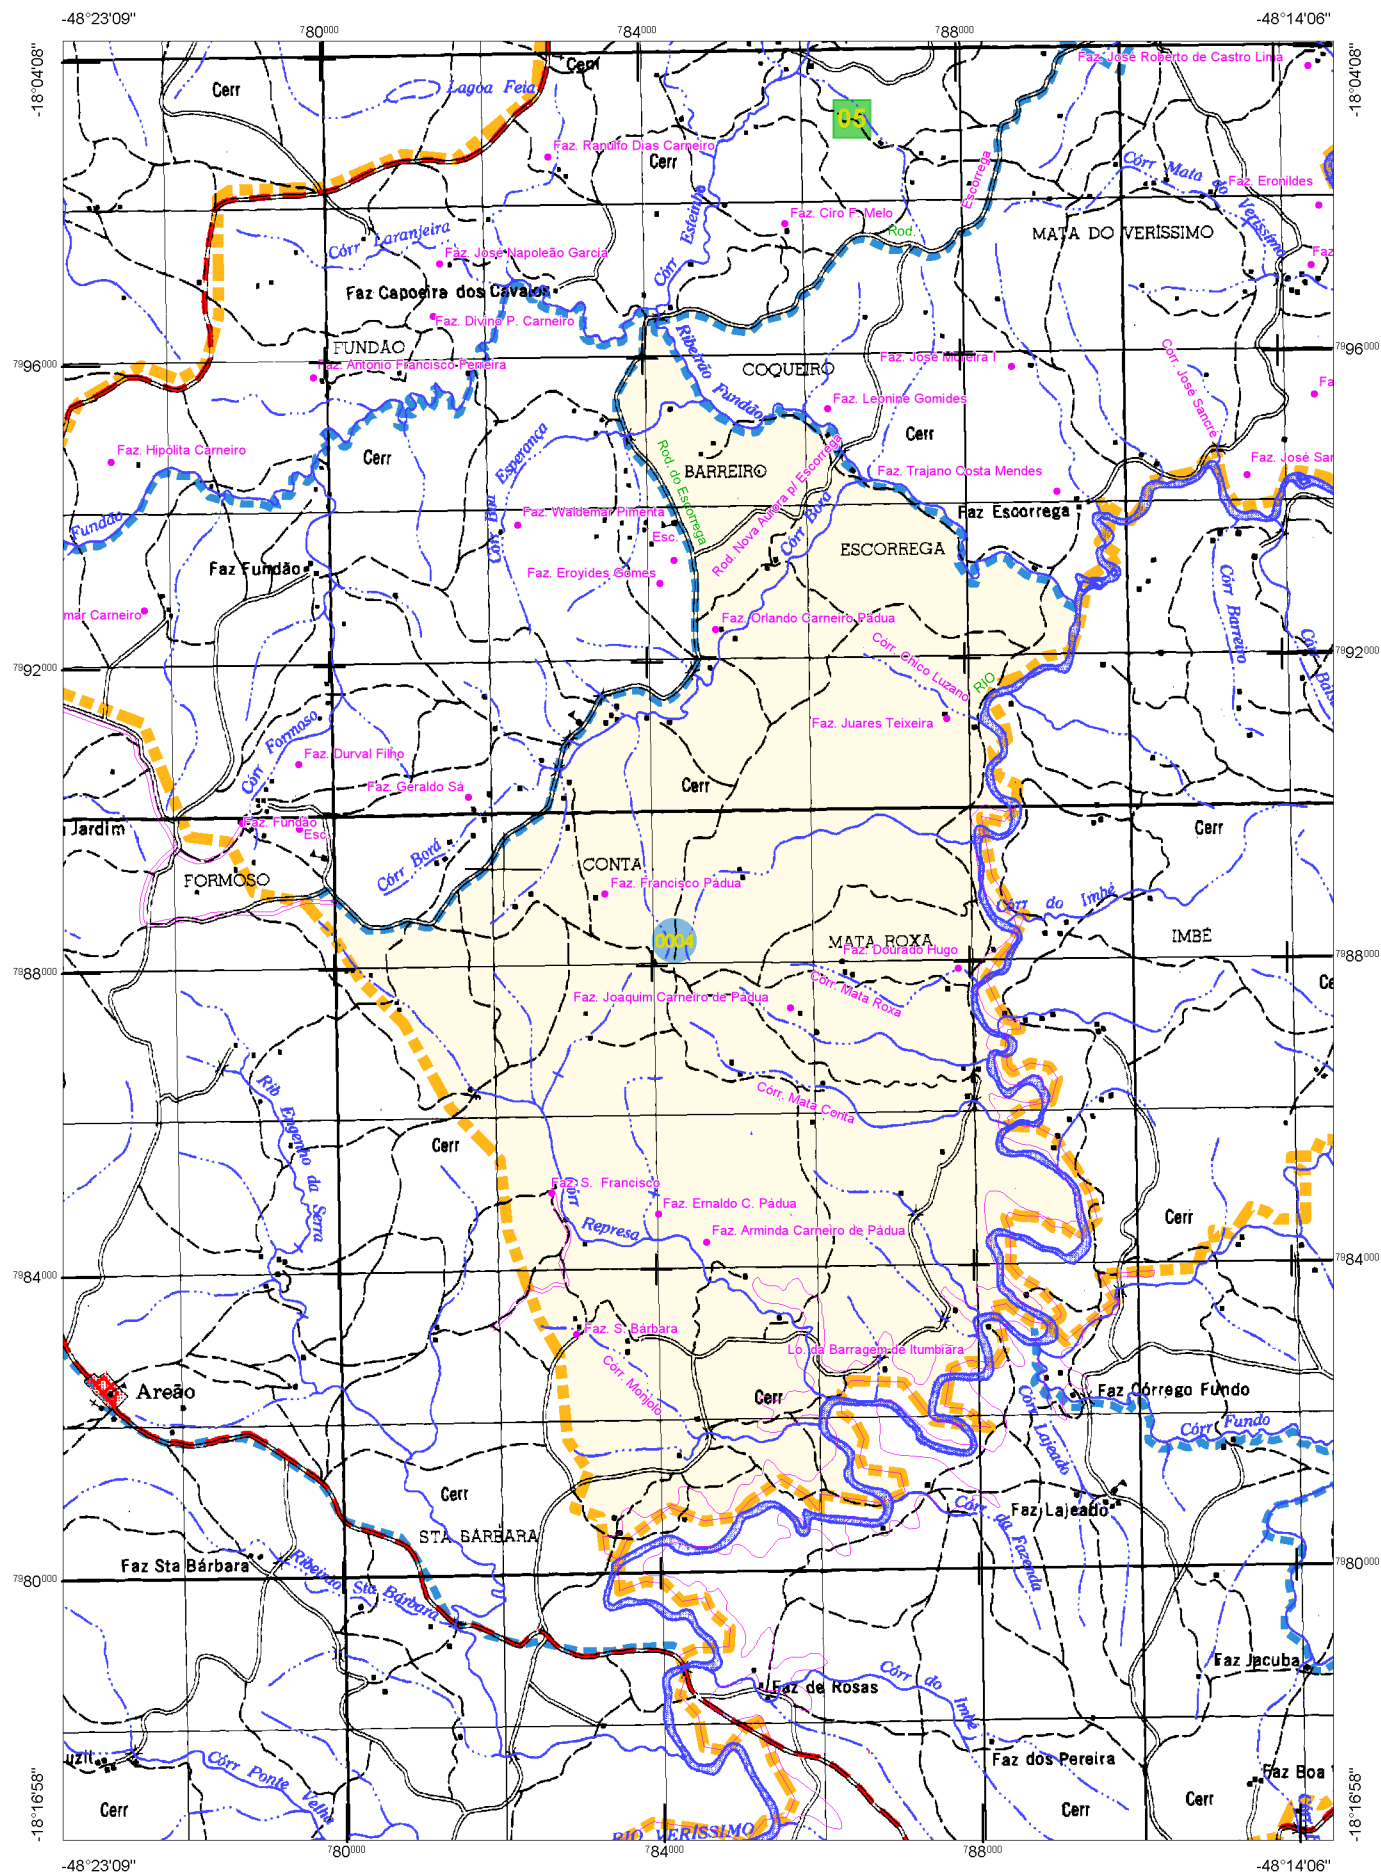 -48°23'09"
780000
784000
788000
-48°14'06"
-18°04'08"
-18°04'08"
Cerr
Cerr
Lagoa Feia
05
Faz. José Roberto de Castro Lima
Faz. Ranulfo Dias Carneiro
Cerr
Córr Mata do Veríssimo
Faz. Eronildes
Escorrega
Córr Estembo
Faz. Ciro F. Melo
Rod.
MATA DO VERÍSSIMO
Córr Laranjeira
Faz. José Napoleão Garcia
Faz
Faz Capoeira dos Cavalos
Faz. Divino P. Carneiro
Ribeirão Fundão
FUNDÃO
7996000
Faz. Antonio Francisco Ferreira
COQUEIRO
Faz. José Moreira I
Corr. José Sancré
7996000
Faz. Leonine Gomides
Fa
Faz. Hipólita Carneiro
Cerr
Córr Boa Esperança
Rod. do Escorrega
BARREIRO
Rod. Nova Aurora p/ Escorrega
Cerr
Faz. Trajano Costa Mendes
Faz. José Sar
Fundão
Faz. Waldemar Pimenta
Esc.
Córr Borá
Faz Escorrega
ESCORREGA
Faz Fundão
Faz. Eroyides Gomes
Córr Barreiro
mar Carneiro
Faz. Orlando Carneiro Pádua
Córr. Chico Luzano
RIO
7992000
7992000
Córr Formoso
Faz. Juares Teixeira
Faz. Durval Filho
Faz. Geraldo Sá
Cerr
Jardim
Faz. Fundão
Esc.
Cerr
Córr Borá
CONTA
FORMOSO
Faz. Francisco Pádua
Córr do Imbé
0004
MATA ROXA
Faz. Dourado Hugo
IMBÉ
7988000
7988000
Faz. Joaquim Carneiro de Pádua
Córr. Mata Roxa
Ce
Rib Engenho da Serra
Córr. Mata Conta
Cerr
Faz. S. Francisco
Córr Represa
Faz. Ernaldo C. Pádua
Faz. Arminda Carneiro de Pádua
Cerr
7984000
7984000
Faz. S. Bárbara
Lo. da Barragem de Itumbiara
Corr. Monjolo
Areão
Cerr
Faz Córrego Fundo
Córr Lajeado
Córr Fundo
Cerr
Córr da Fazenda
Faz Lajeado
STA BÁRBARA
Faz Sta Bárbara
Ribeirão Sta Bárbara
7980000
7980000
Faz Jacuba
Córr do Imbé
Faz de Rosas
Córr Ponte Velha
Faz dos Pereira
Faz Boa
Cerr
Cerr
Cerr
RIO VERÍSSIMO
-18°16'58"
-18°16'58"
-48°23'09"
780000
784000
788000
-48°14'06"